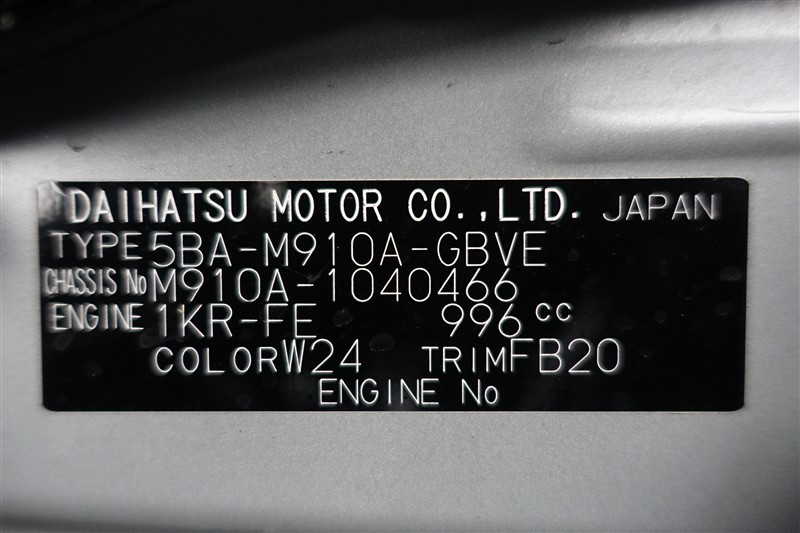 DAIHATSU MOTOR CO.,LTD. JAPAN
TYPE 5BA-M910A-GBVE
CHASSIS No M910A-1040466
ENGINE 1KR-FE 996 CC
COLOR W24 TRIM FB20
ENGINE No